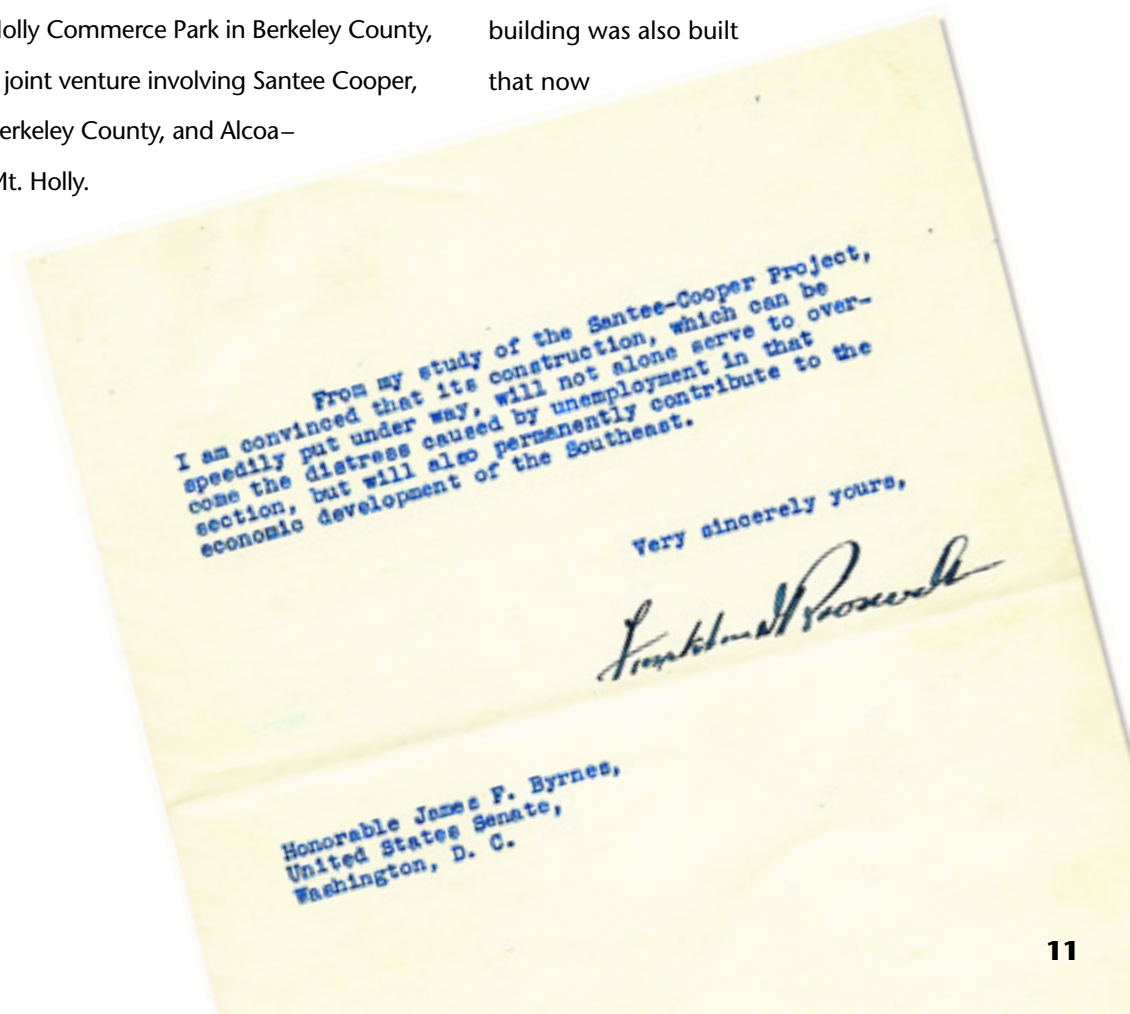 Holly Commerce Park in Berkeley County,
joint venture involving Santee Cooper,
Berkeley County, and Alcoa–
Mt. Holly.
building was also built
that now
From my study of the Santee-Cooper Project,
I am convinced that its construction, which can be
speedily put under way, will not alone serve to over-
come the distress caused by unemployment in that
section, but will also permanently contribute to the
economic development of the Southeast.
Very sincerely yours,
Franklin D Roosevelt
Honorable James F. Byrnes,
United States Senate,
Washington, D. C.
11